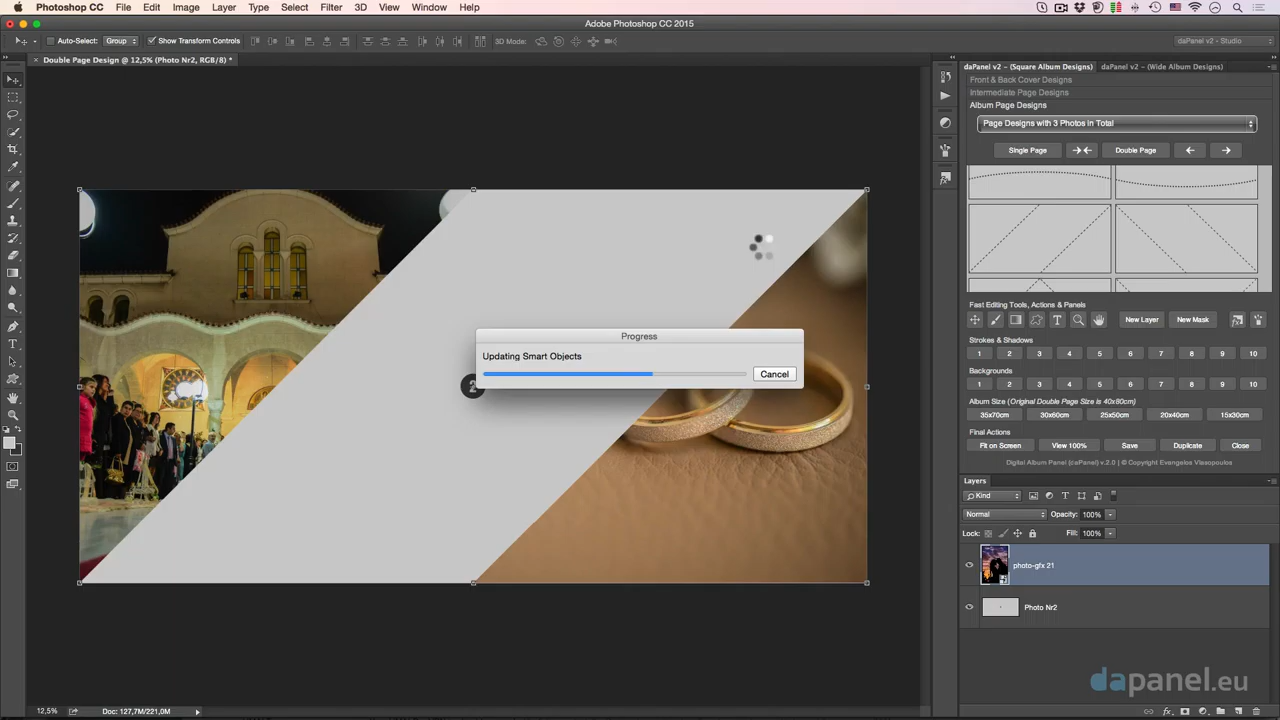 Photoshop CC File Edit Image Layer Type Select Filter 3D View Window Help
Adobe Photoshop CC 2015
Auto-Select: Group Show Transform Controls 3D Mode: daPanel v2 - Studio
Double Page Design @ 12,5% (Photo Nr2, RGB/8) *
daPanel v2 - (Square Album Designs) daPanel v2 - (Wide Album Designs)
Front & Back Cover Designs
Intermediate Page Designs
Album Page Designs
Page Designs with 3 Photos in Total
Single Page Double Page
Fast Editing Tools, Actions & Panels
New Layer New Mask
Strokes & Shadows
1 2 3 4 5 6 7 8 9 10
Backgrounds
1 2 3 4 5 6 7 8 9 10
Album Size (Original Double Page Size is 40x80cm)
35x70cm 30x60cm 25x50cm 20x40cm 15x30cm
Final Actions
Fit on Screen View 100% Save Duplicate Close
Digital Album Panel (daPanel) v.2.0 | © Copyright Evangelos Vlissopoulos
Progress
Updating Smart Objects
Cancel
2
Layers
Kind
Normal Opacity: 100%
Lock: Fill: 100%
photo-gfx 21
Photo Nr2
dapanel.eu
12,5% Doc: 127,7M/221,0M